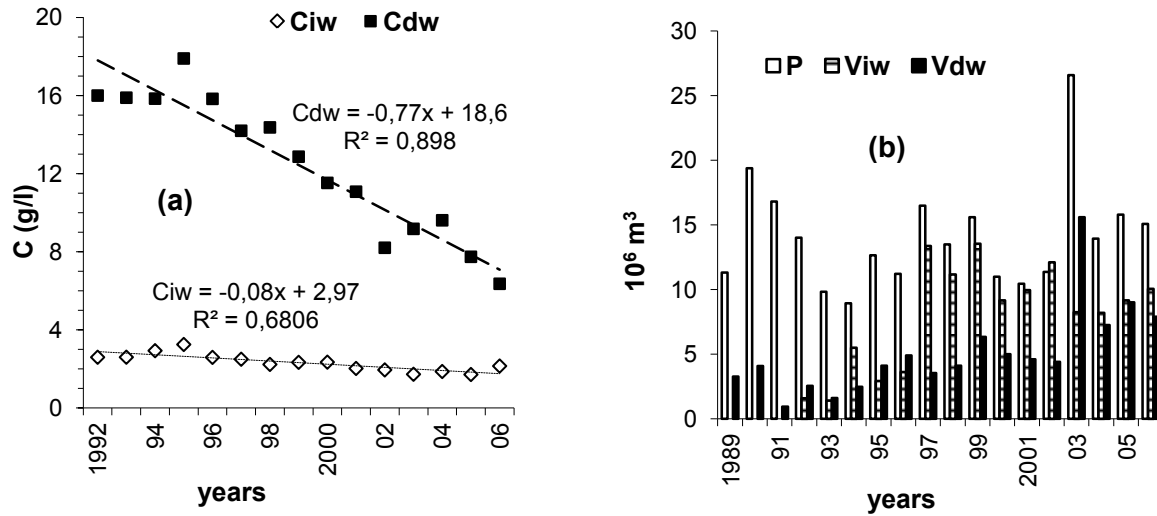 Ciw Cdw
20
16
12
8
4
0
C (g/l)
Cdw = -0,77x + 18,6
R² = 0,898
(a)
Ciw = -0,08x + 2,97
R² = 0,6806
1992 94 96 98 2000 02 04 06
years
30
25
20
15
10
5
0
10⁶ m³
P Viw Vdw
(b)
1989 91 93 95 97 99 2001 03 05
years